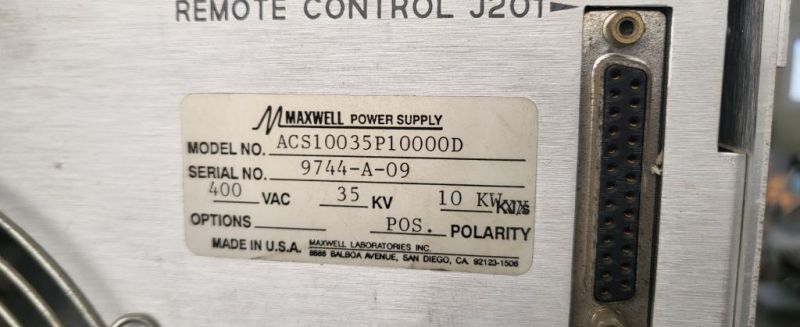 REMOTE CONTROL J201
MAXWELL POWER SUPPLY
MODEL NO. ACS10035P10000D
SERIAL NO. 9744-A-09
400 VAC 35 KV 10 KW
OPTIONS POS. POLARITY
MADE IN U.S.A. MAXWELL LABORATORIES INC.
8888 BALBOA AVENUE, SAN DIEGO, CA. 92123-1506